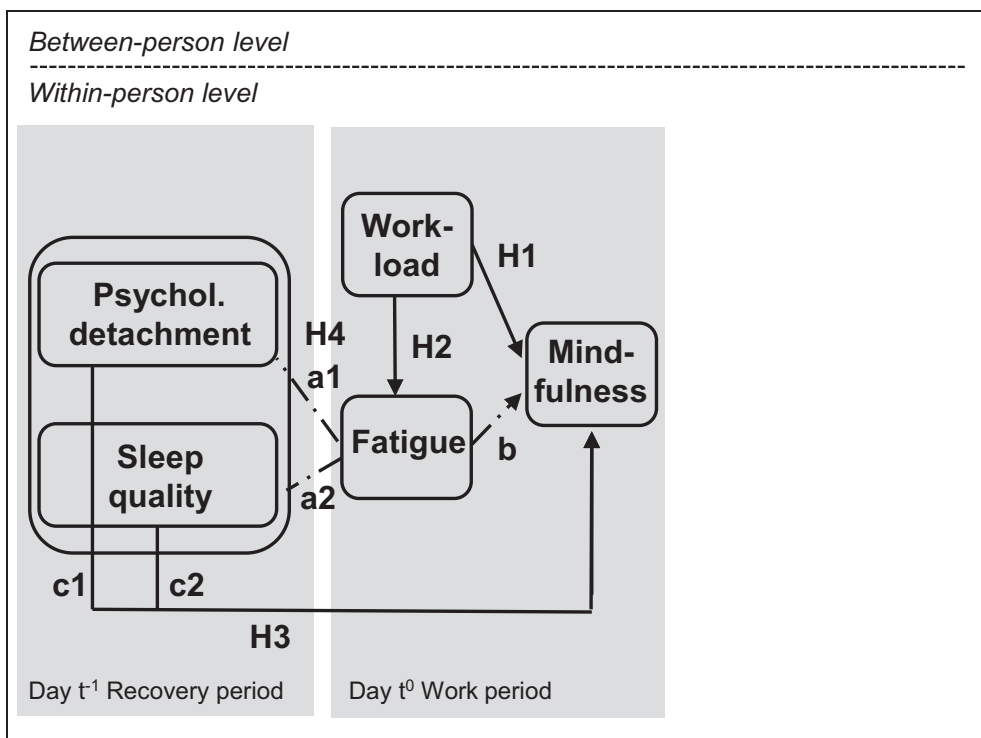 Between-person level
Within-person level
Psychol.
detachment
Sleep
quality
Work-
load
Fatigue
Mind-
fulness
H1
H2
H4
a1
a2
b
c1
c2
H3
Day t⁻¹ Recovery period
Day t⁰ Work period